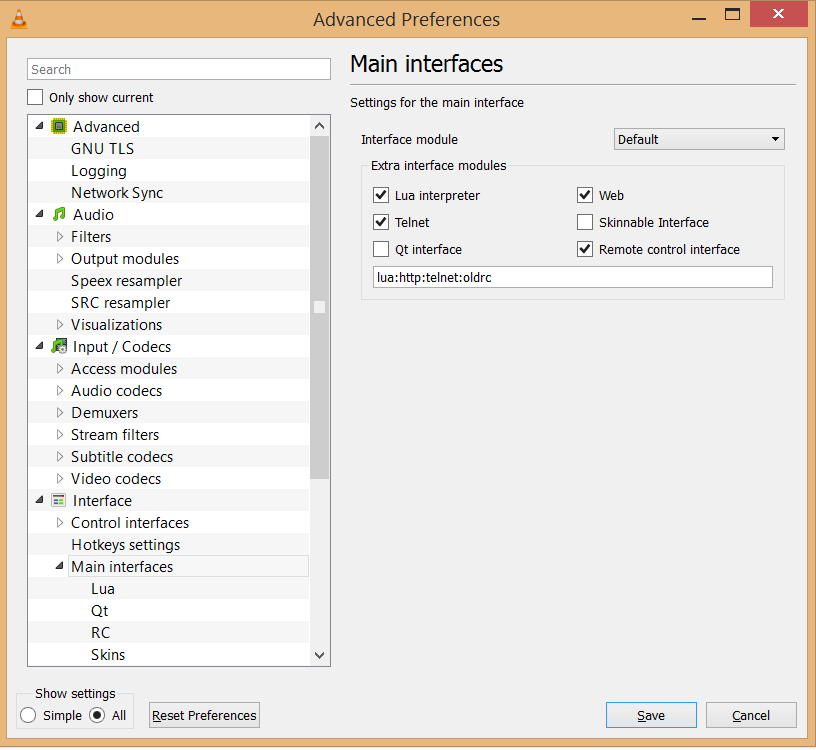 Advanced Preferences
Search
Only show current
Advanced
GNU TLS
Logging
Network Sync
Audio
Filters
Output modules
Speex resampler
SRC resampler
Visualizations
Input / Codecs
Access modules
Audio codecs
Demuxers
Stream filters
Subtitle codecs
Video codecs
Interface
Control interfaces
Hotkeys settings
Main interfaces
Lua
Qt
RC
Skins
Main interfaces
Settings for the main interface
Interface module Default
Extra interface modules
Lua interpreter Web
Telnet Skinnable Interface
Qt interface Remote control interface
lua:http:telnet:oldrc
Show settings
Simple All Reset Preferences Save Cancel